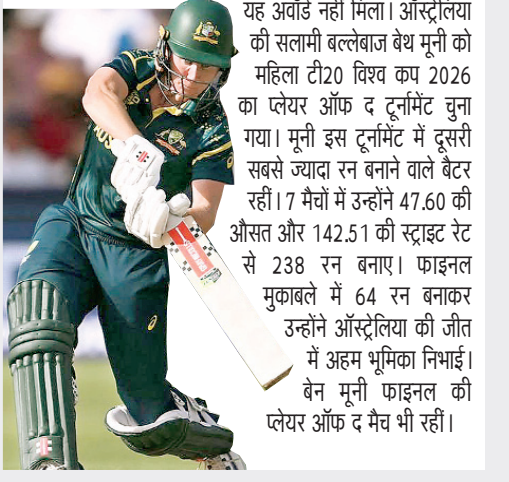 यह अवॉर्ड नहीं मिला। ऑस्ट्रेलिया
की सलामी बल्लेबाज बेथ मूनी को
महिला टी20 विश्व कप 2026
का प्लेयर ऑफ द टूर्नामेंट चुना
गया। मूनी इस टूर्नामेंट में दूसरी
सबसे ज्यादा रन बनाने वाले बैटर
रहीं। 7 मैचों में उन्होंने 47.60 की
औसत और 142.51 की स्ट्राइट रेट
से 238 रन बनाए। फाइनल
मुकाबले में 64 रन बनाकर
उन्होंने ऑस्ट्रेलिया की जीत
में अहम भूमिका निभाई।
बेन मूनी फाइनल की
प्लेयर ऑफ द मैच भी रहीं।